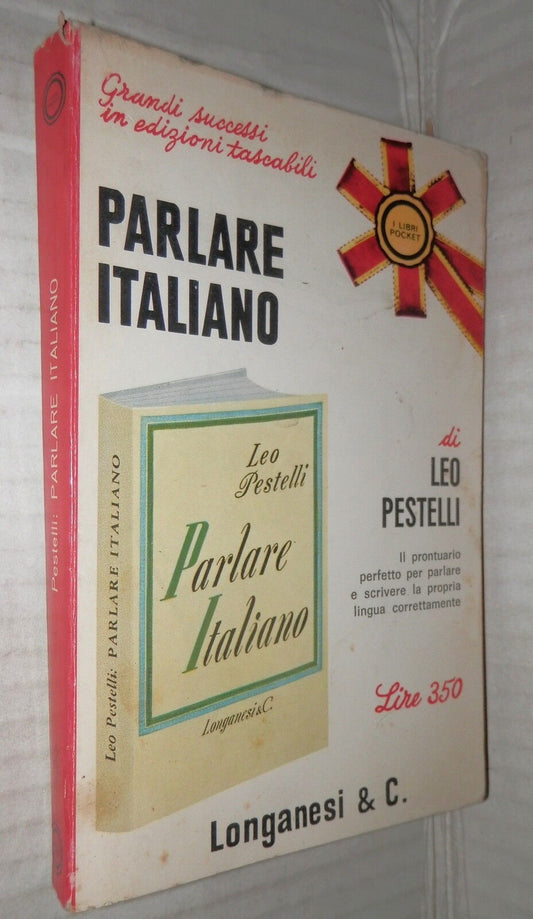 Grandi successi
in edizioni tascabili
I LIBRI
POCKET
PARLARE
ITALIANO
di
LEO
PESTELLI
Il prontuario
perfetto per parlare
e scrivere la propria
lingua correttamente
Lire 350
Leo
Pestelli
Parlare
Italiano
Longanesi & C.
Leo Pestelli: PARLARE ITALIANO
Longanesi & C.
Pestelli: PARLARE ITALIANO